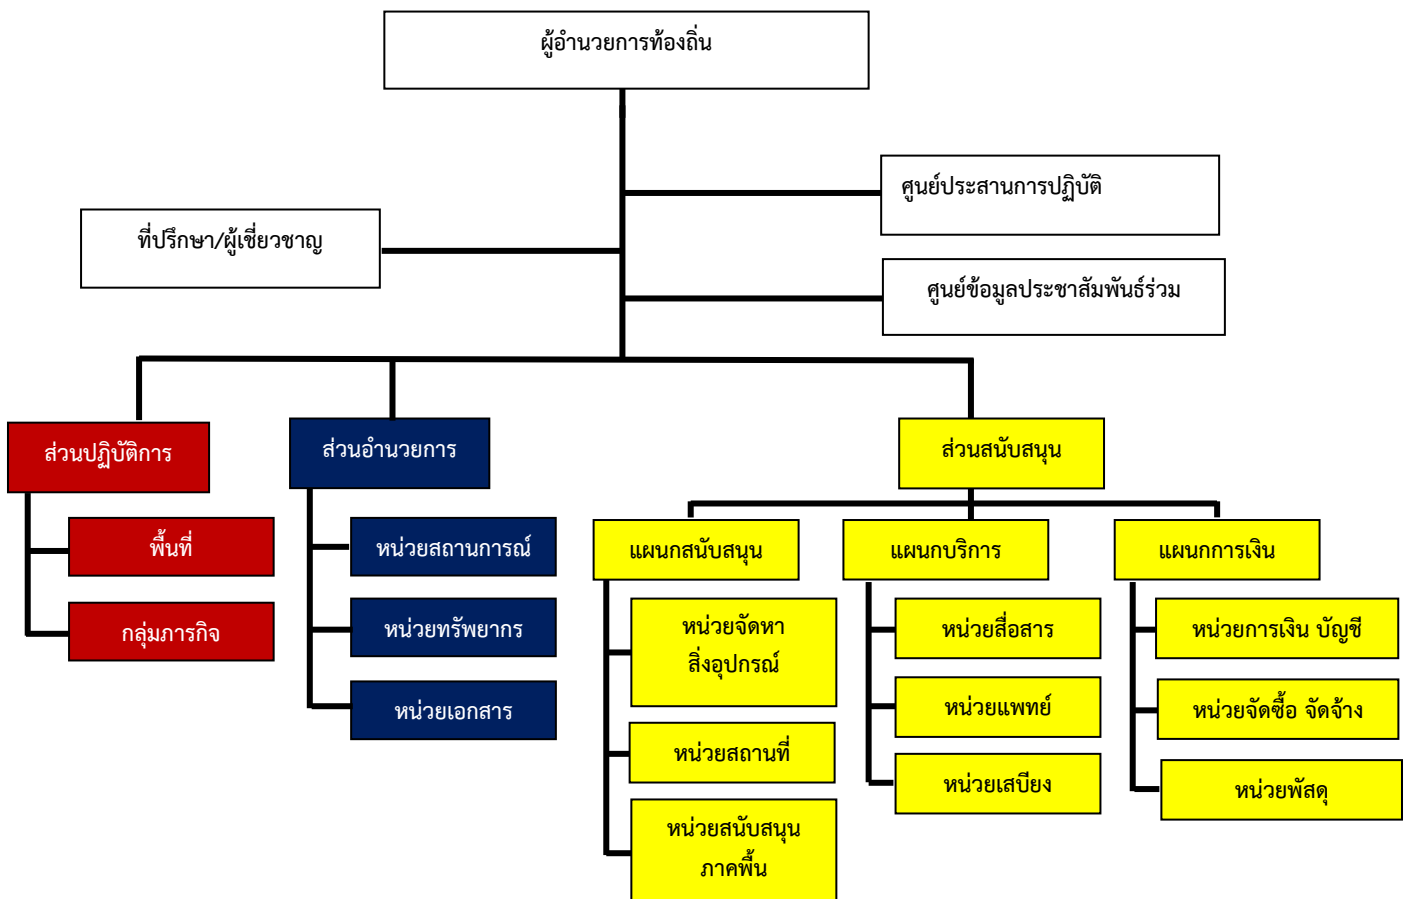 ผู้อำนวยการท้องถิ่น
ศูนย์ประสานการปฏิบัติ
ที่ปรึกษา/ผู้เชี่ยวชาญ
ศูนย์ข้อมูลประชาสัมพันธ์ร่วม
ส่วนปฏิบัติการ
พื้นที่
กลุ่มภารกิจ
ส่วนอำนวยการ
หน่วยสถานการณ์
หน่วยทรัพยากร
หน่วยเอกสาร
ส่วนสนับสนุน
แผนกสนับสนุน
หน่วยจัดหา
สิ่งอุปกรณ์
หน่วยสถานที่
หน่วยสนับสนุน
ภาคพื้น
แผนกบริการ
หน่วยสื่อสาร
หน่วยแพทย์
หน่วยเสบียง
แผนกการเงิน
หน่วยการเงิน บัญชี
หน่วยจัดซื้อ จัดจ้าง
หน่วยพัสดุ